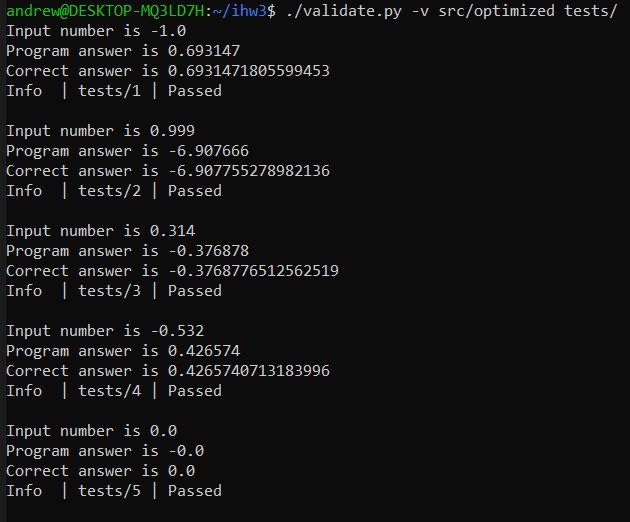 andrew@DESKTOP-MQ3LD7H:~/ihw3$ ./validate.py -v src/optimized tests/
Input number is -1.0
Program answer is 0.693147
Correct answer is 0.6931471805599453
Info  | tests/1 | Passed

Input number is 0.999
Program answer is -6.907666
Correct answer is -6.907755278982136
Info  | tests/2 | Passed

Input number is 0.314
Program answer is -0.376878
Correct answer is -0.3768776512562519
Info  | tests/3 | Passed

Input number is -0.532
Program answer is 0.426574
Correct answer is 0.4265740713183996
Info  | tests/4 | Passed

Input number is 0.0
Program answer is -0.0
Correct answer is 0.0
Info  | tests/5 | Passed